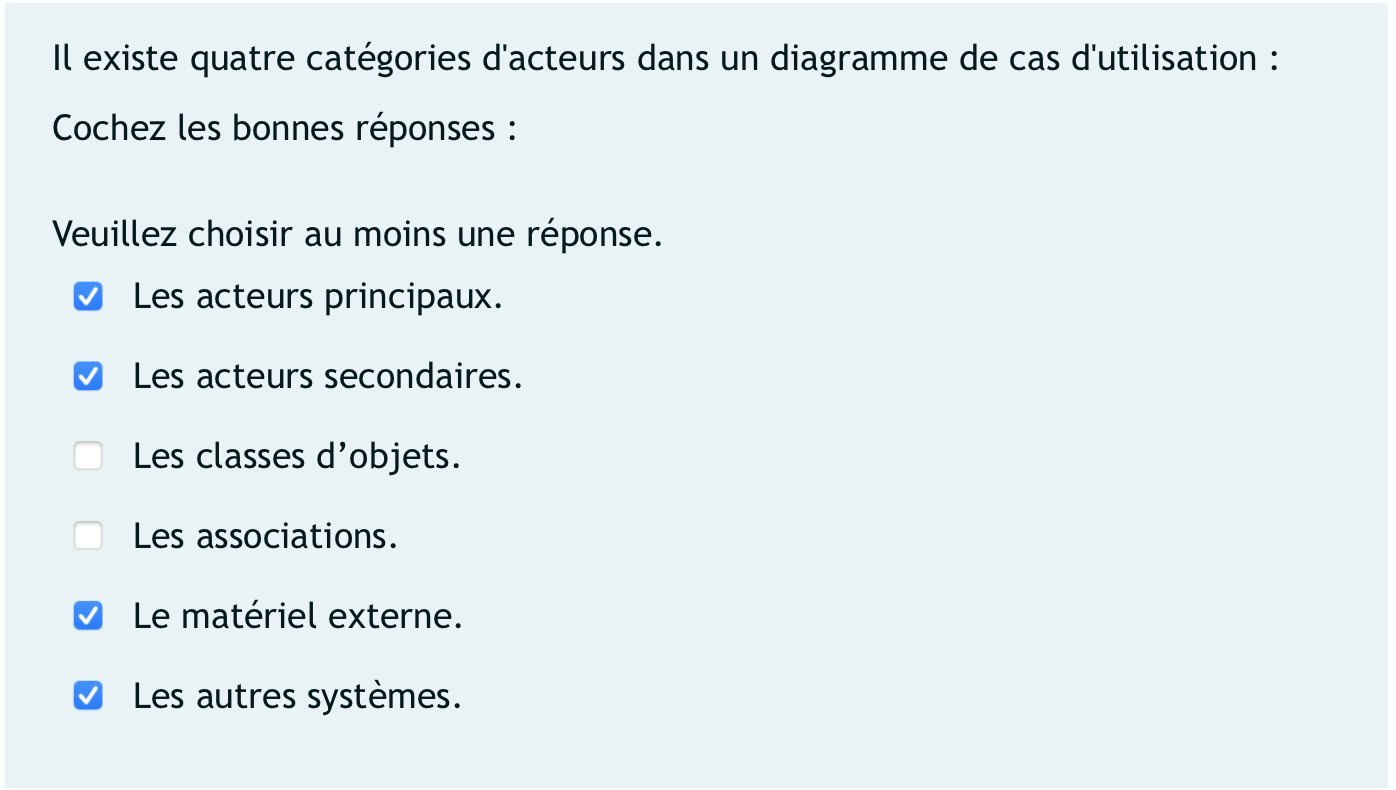 Il existe quatre catégories d'acteurs dans un diagramme de cas d'utilisation :
Cochez les bonnes réponses :
Veuillez choisir au moins une réponse.
Les acteurs principaux.
Les acteurs secondaires.
Les classes d’objets.
Les associations.
Le matériel externe.
Les autres systèmes.